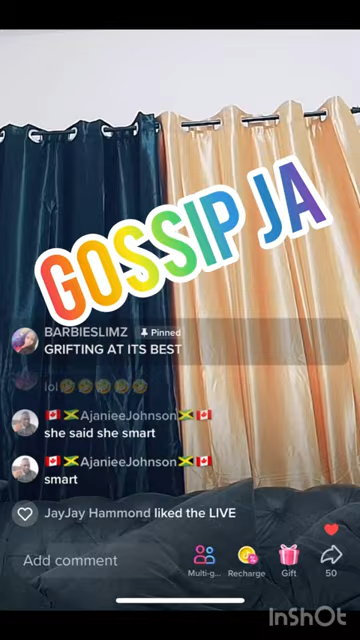 GOSSIP JA
BARBIESLIMZ Pinned
GRIFTING AT ITS BEST
lol🤣🤣🤣🤣🤣
🇨🇦🇯🇲AjanieeJohnson🇯🇲🇨🇦
she said she smart
🇨🇦🇯🇲AjanieeJohnson🇯🇲🇨🇦
smart
JayJay Hammond liked the LIVE
Add comment
Multi-g... Recharge Gift 50
InShOt